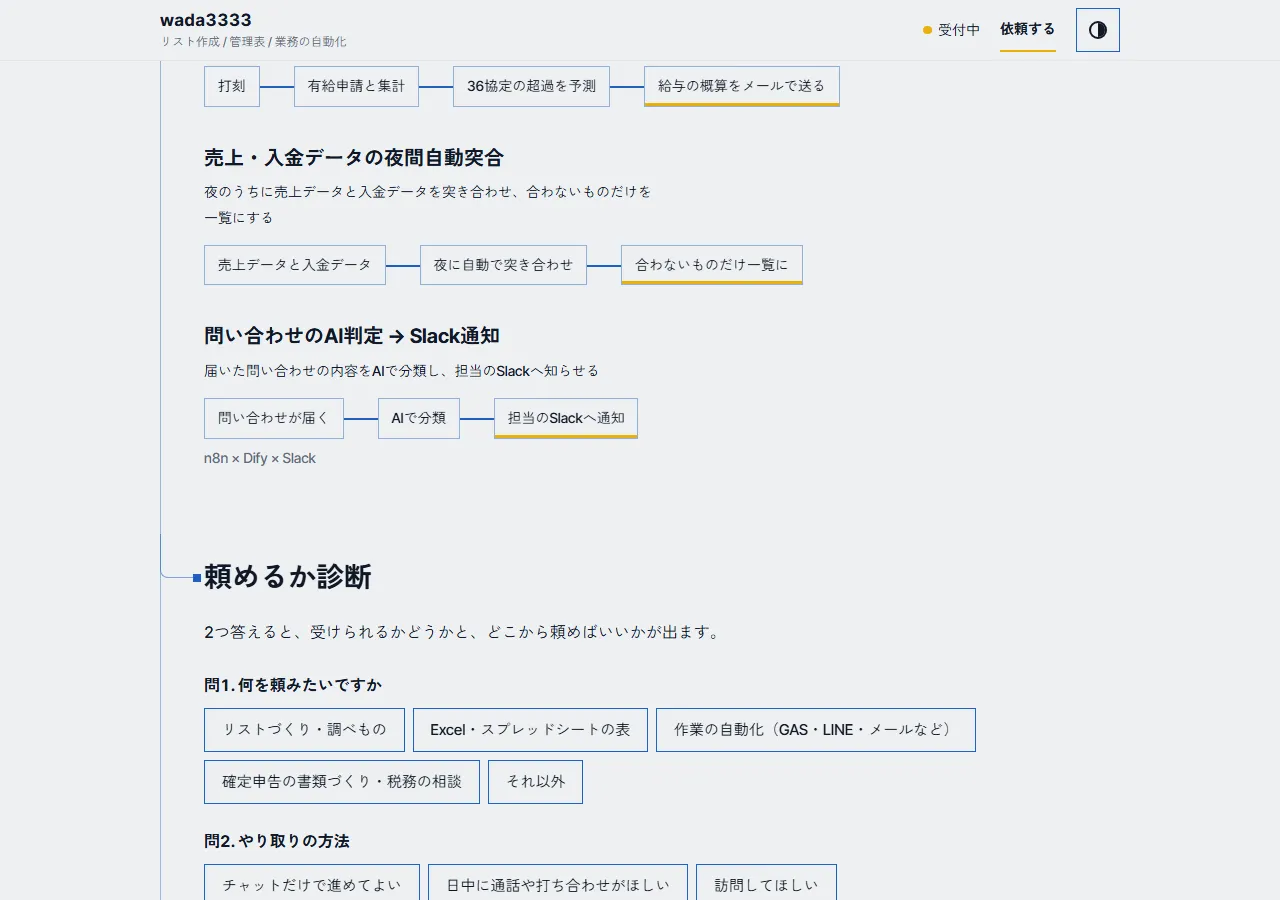 wada3333
リスト作成 / 管理表 / 業務の自動化
受付中
依頼する
打刻
有給申請と集計
36協定の超過を予測
給与の概算をメールで送る
売上・入金データの夜間自動突合
夜のうちに売上データと入金データを突き合わせ、合わないものだけを
一覧にする
売上データと入金データ
夜に自動で突き合わせ
合わないものだけ一覧に
問い合わせのAI判定 → Slack通知
届いた問い合わせの内容をAIで分類し、担当のSlackへ知らせる
問い合わせが届く
AIで分類
担当のSlackへ通知
n8n × Dify × Slack
頼めるか診断
2つ答えると、受けられるかどうかと、どこから頼めばいいかが出ます。
問1. 何を頼みたいですか
リストづくり・調べもの
Excel・スプレッドシートの表
作業の自動化（GAS・LINE・メールなど）
確定申告の書類づくり・税務の相談
それ以外
問2. やり取りの方法
チャットだけで進めてよい
日中に通話や打ち合わせがほしい
訪問してほしい